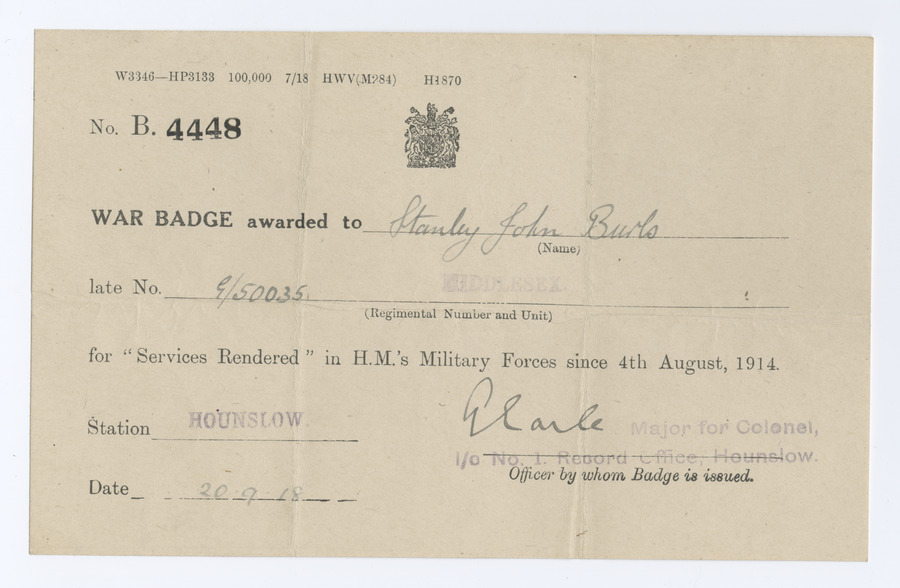 W3346—HP3133 100,000 7/18 HWV(M284) H1870
No. B. 4448
WAR BADGE awarded to Stanley John Burls
(Name)
late No. G/50035. MIDDLESEX.
(Regimental Number and Unit)
for "Services Rendered" in H.M.'s Military Forces since 4th August, 1914.
Station HOUNSLOW.
Major for Colonel,
i/o No. 1. Record Office, Hounslow.
Officer by whom Badge is issued.
Date 20-9-18